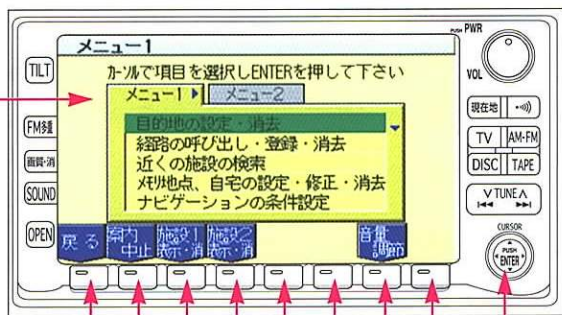 メニュー1
カーソルで項目を選択しENTERを押して下さい
メニュー1
メニュー2
目的地の設定・消去
経路の呼び出し・登録・消去
近くの施設の検索
メモリ地点、自宅の設定・修正・消去
ナビゲーションの条件設定
戻る
案内
中止
施設1
表示・消
施設2
表示・消
音量
調節
TILT
FM多重
画質・消
SOUND
OPEN
PUSH PWR
VOL
現在地
TV
AM・FM
DISC
TAPE
∨ TUNE ∧
CURSOR
PUSH
ENTER